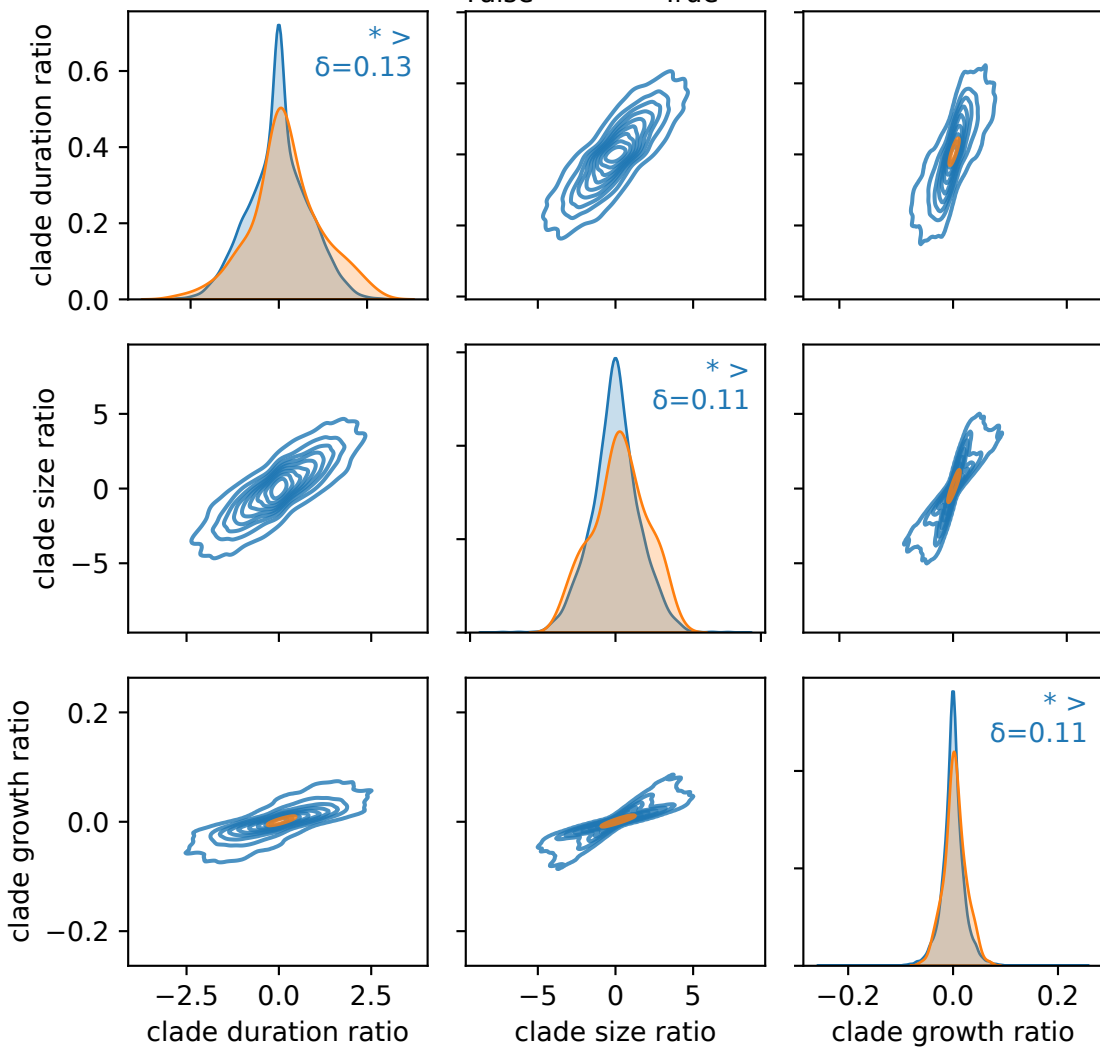 clade duration ratio
0.6
0.4
0.2
0.0
* >
δ=0.13
clade size ratio
5
0
−5
* >
δ=0.11
clade growth ratio
0.2
0.0
−0.2
* >
δ=0.11
−2.5 0.0 2.5
−5 0 5
−0.2 0.0 0.2
clade duration ratio
clade size ratio
clade growth ratio